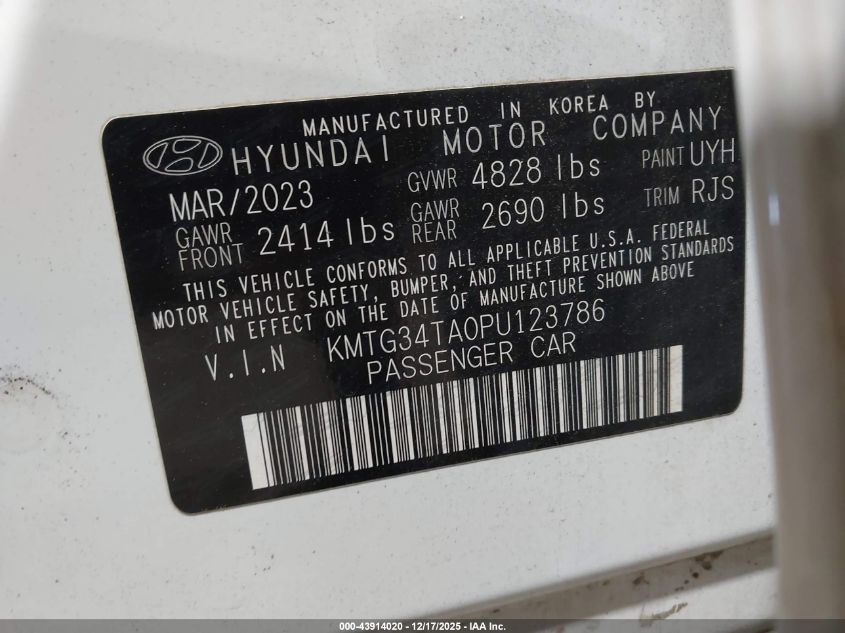 MANUFACTURED IN KOREA BY
HYUNDAI MOTOR COMPANY
MAR/2023 GVWR 4828 lbs PAINT UYH
GAWR FRONT 2414 lbs GAWR REAR 2690 lbs TRIM RJS
THIS VEHICLE CONFORMS TO ALL APPLICABLE U.S.A. FEDERAL
MOTOR VEHICLE SAFETY, BUMPER, AND THEFT PREVENTION STANDARDS
IN EFFECT ON THE DATE OF MANUFACTURE SHOWN ABOVE
V.I.N KMTG34TA0PU123786
PASSENGER CAR
000-43914020 - 12/17/2025 - IAA Inc.